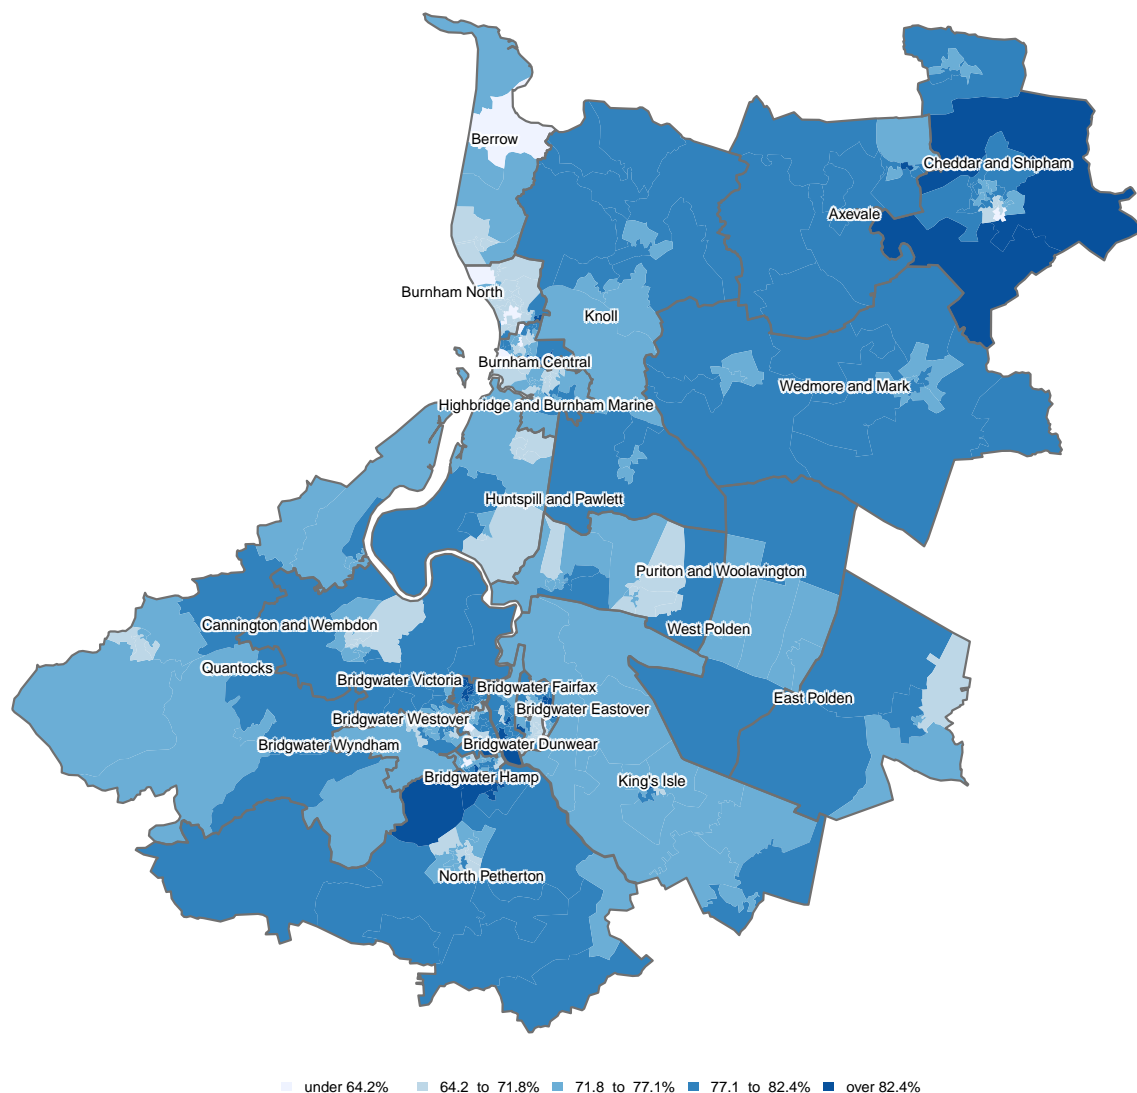 Berrow
Cheddar and Shipham
Axevale
Burnham North
Knoll
Burnham Central
Wedmore and Mark
Highbridge and Burnham Marine
Huntspill and Pawlett
Puriton and Woolavington
Cannington and Wembdon
West Polden
Quantocks
Bridgwater Victoria
Bridgwater Fairfax
East Polden
Bridgwater Eastover
Bridgwater Westover
Bridgwater Wyndham
Bridgwater Dunwear
Bridgwater Hamp
King's Isle
North Petherton
under 64.2% 64.2 to 71.8% 71.8 to 77.1% 77.1 to 82.4% over 82.4%